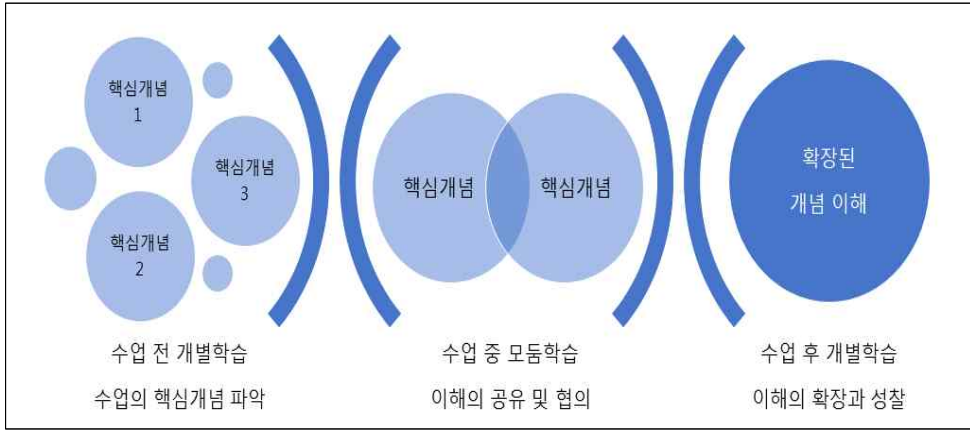 핵심개념
1
핵심개념
3
핵심개념
2
핵심개념
핵심개념
확장된
개념 이해
수업 전 개별학습
수업의 핵심개념 파악
수업 중 모둠학습
이해의 공유 및 협의
수업 후 개별학습
이해의 확장과 성찰